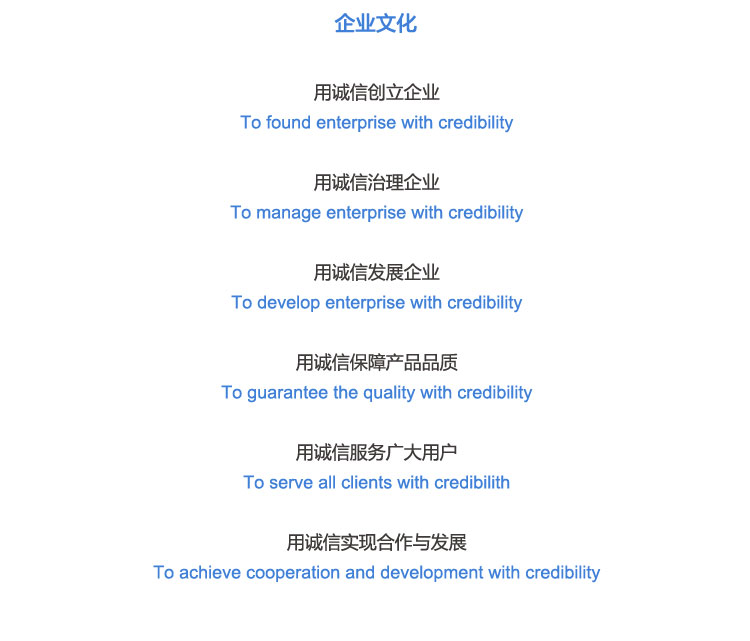 企业文化
用诚信创立企业
To found enterprise with credibility
用诚信治理企业
To manage enterprise with credibility
用诚信发展企业
To develop enterprise with credibility
用诚信保障产品品质
To guarantee the quality with credibility
用诚信服务广大用户
To serve all clients with credibilith
用诚信实现合作与发展
To achieve cooperation and development with credibility